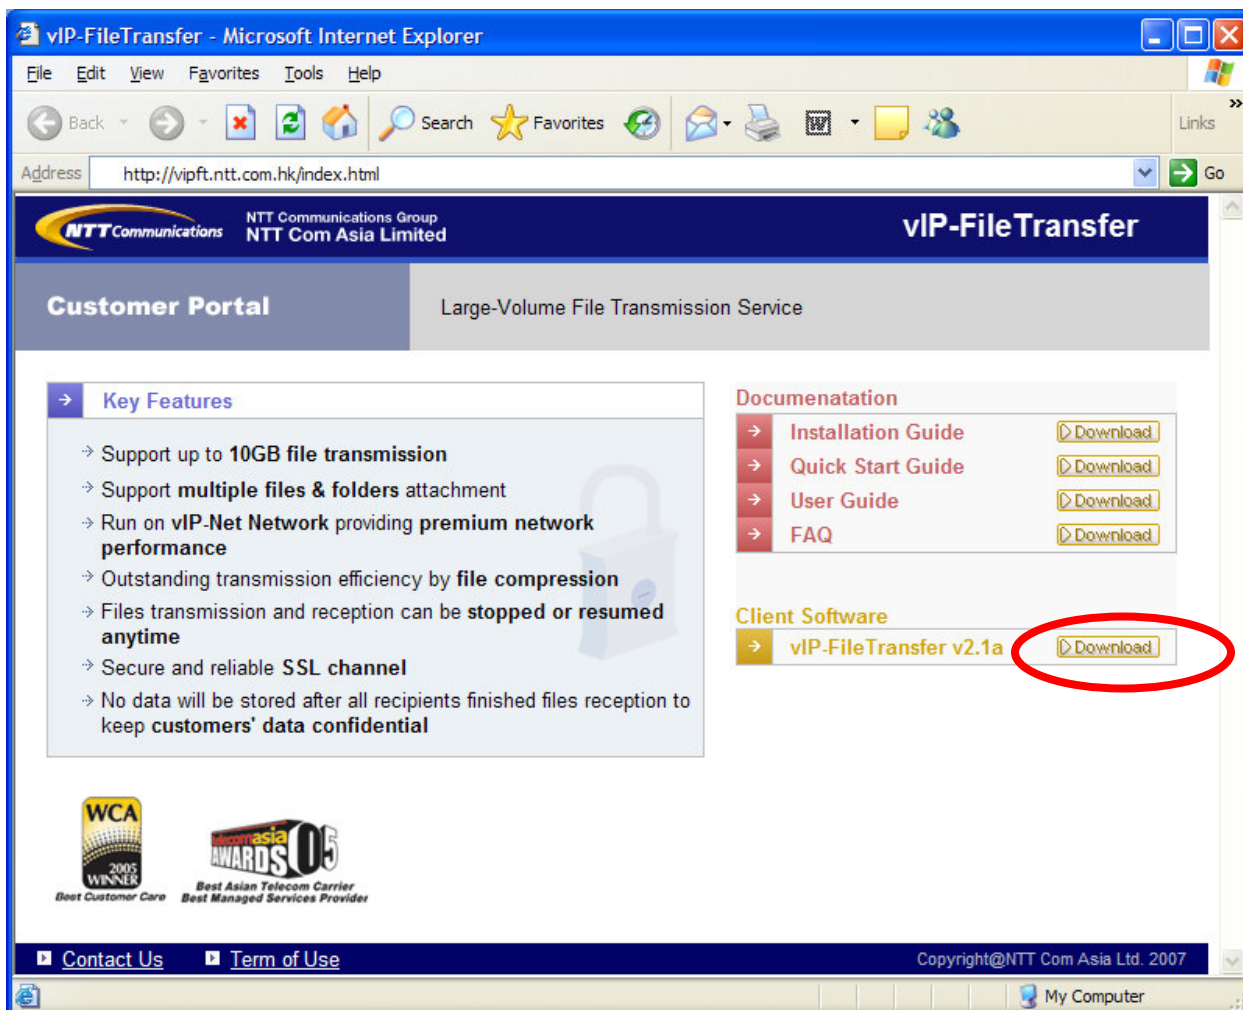 vIP-FileTransfer - Microsoft Internet Explorer
File Edit View Favorites Tools Help
Back Search Favorites Links
Address http://vipft.ntt.com.hk/index.html Go
NTT Communications NTT Communications Group
NTT Com Asia Limited
vIP-FileTransfer
Customer Portal
Large-Volume File Transmission Service
Key Features
Support up to 10GB file transmission
Support multiple files & folders attachment
Run on vIP-Net Network providing premium network
performance
Outstanding transmission efficiency by file compression
Files transmission and reception can be stopped or resumed
anytime
Secure and reliable SSL channel
No data will be stored after all recipients finished files reception to
keep customers' data confidential
Documenatation
Installation Guide Download
Quick Start Guide Download
User Guide Download
FAQ Download
Client Software
vIP-FileTransfer v2.1a Download
WCA
2005
WINNER
Best Customer Care
telecomasia
AWARDS 05
Best Asian Telecom Carrier
Best Managed Services Provider
Contact Us Term of Use Copyright@NTT Com Asia Ltd. 2007
My Computer